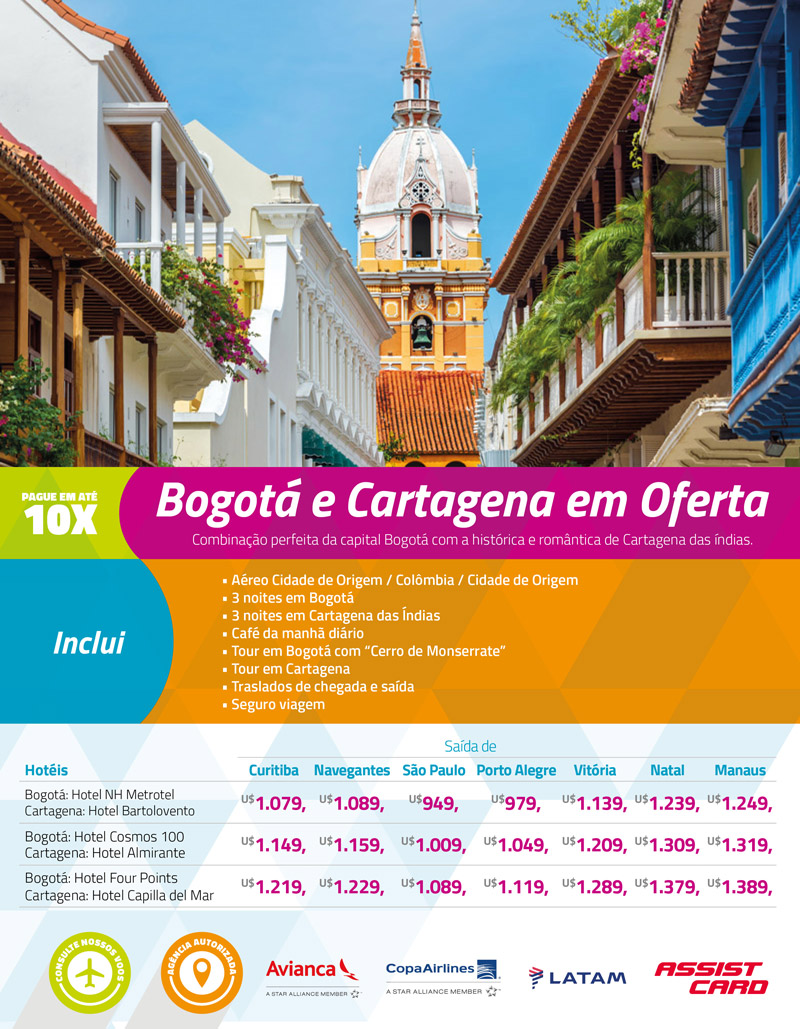 PAGUE EM ATÉ
10X
Bogotá e Cartagena em Oferta
Combinação perfeita da capital Bogotá com a histórica e romântica de Cartagena das índias.
Inclui
• Aéreo Cidade de Origem / Colômbia / Cidade de Origem
• 3 noites em Bogotá
• 3 noites em Cartagena das Índias
• Café da manhã diário
• Tour em Bogotá com “Cerro de Monserrate”
• Tour em Cartagena
• Traslados de chegada e saída
• Seguro viagem
Saída de
Hotéis Curitiba Navegantes São Paulo Porto Alegre Vitória Natal Manaus
Bogotá: Hotel NH Metrotel
Cartagena: Hotel Bartolovento
U$1.079, U$1.089, U$949, U$979, U$1.139, U$1.239, U$1.249,
Bogotá: Hotel Cosmos 100
Cartagena: Hotel Almirante
U$1.149, U$1.159, U$1.009, U$1.049, U$1.209, U$1.309, U$1.319,
Bogotá: Hotel Four Points
Cartagena: Hotel Capilla del Mar
U$1.219, U$1.229, U$1.089, U$1.119, U$1.289, U$1.379, U$1.389,
CONSULTE NOSSOS VOOS
AGÊNCIA AUTORIZADA
Avianca
A STAR ALLIANCE MEMBER
CopaAirlines
A STAR ALLIANCE MEMBER
LATAM
ASSIST
CARD